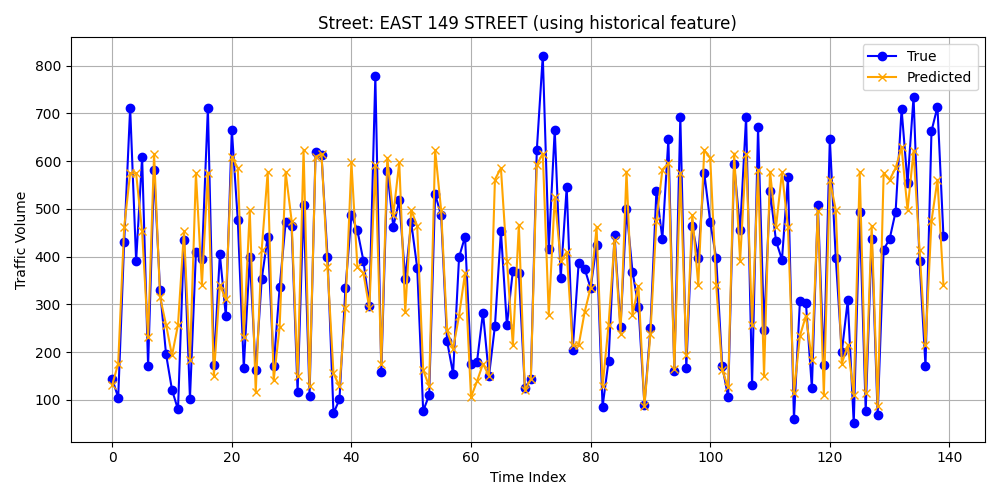 Street: EAST 149 STREET (using historical feature)
True
Predicted
Traffic Volume
800
700
600
500
400
300
200
100
0 20 40 60 80 100 120 140
Time Index